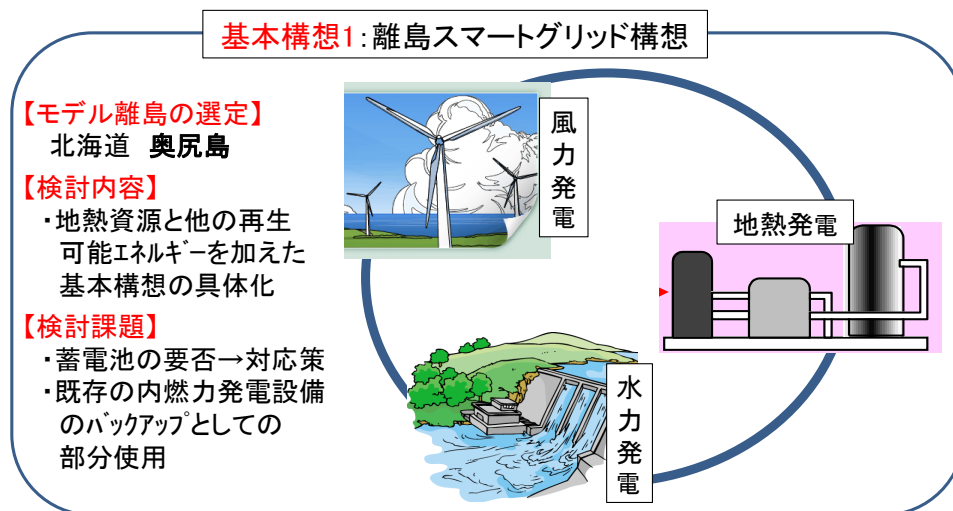 基本構想1:離島スマートグリッド構想
【モデル離島の選定】
北海道 奥尻島
【検討内容】
・地熱資源と他の再生
可能ｴﾈﾙｷﾞｰを加えた
基本構想の具体化
【検討課題】
・蓄電池の要否→対応策
・既存の内燃力発電設備
のﾊﾞｯｸｱｯﾌﾟとしての
部分使用
風力発電
地熱発電
水力発電